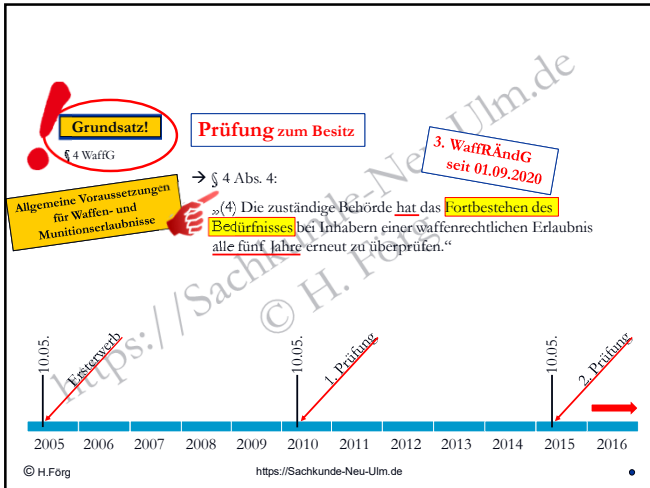 Grundsatz!
§ 4 WaffG
Prüfung zum Besitz
3. WaffRÄndG
seit 01.09.2020
Allgemeine Voraussetzungen
für Waffen- und
Munitionserlaubnisse
→ § 4 Abs. 4:
„(4) Die zuständige Behörde hat das Fortbestehen des
Bedürfnisses bei Inhabern einer waffenrechtlichen Erlaubnis
alle fünf Jahre erneut zu überprüfen.“
https://Sachkunde-Neu-Ulm.de
© H. Förg
10.05.
Ersterwerb
10.05.
1. Prüfung
10.05.
2. Prüfung
2005 2006 2007 2008 2009 2010 2011 2012 2013 2014 2015 2016
© H.Förg
https://Sachkunde-Neu-Ulm.de